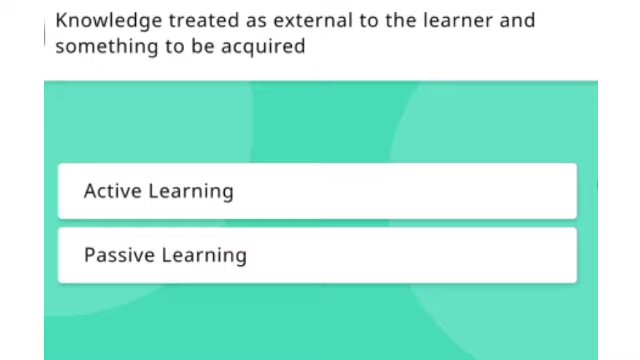 Knowledge treated as external to the learner and
something to be acquired
Active Learning
Passive Learning